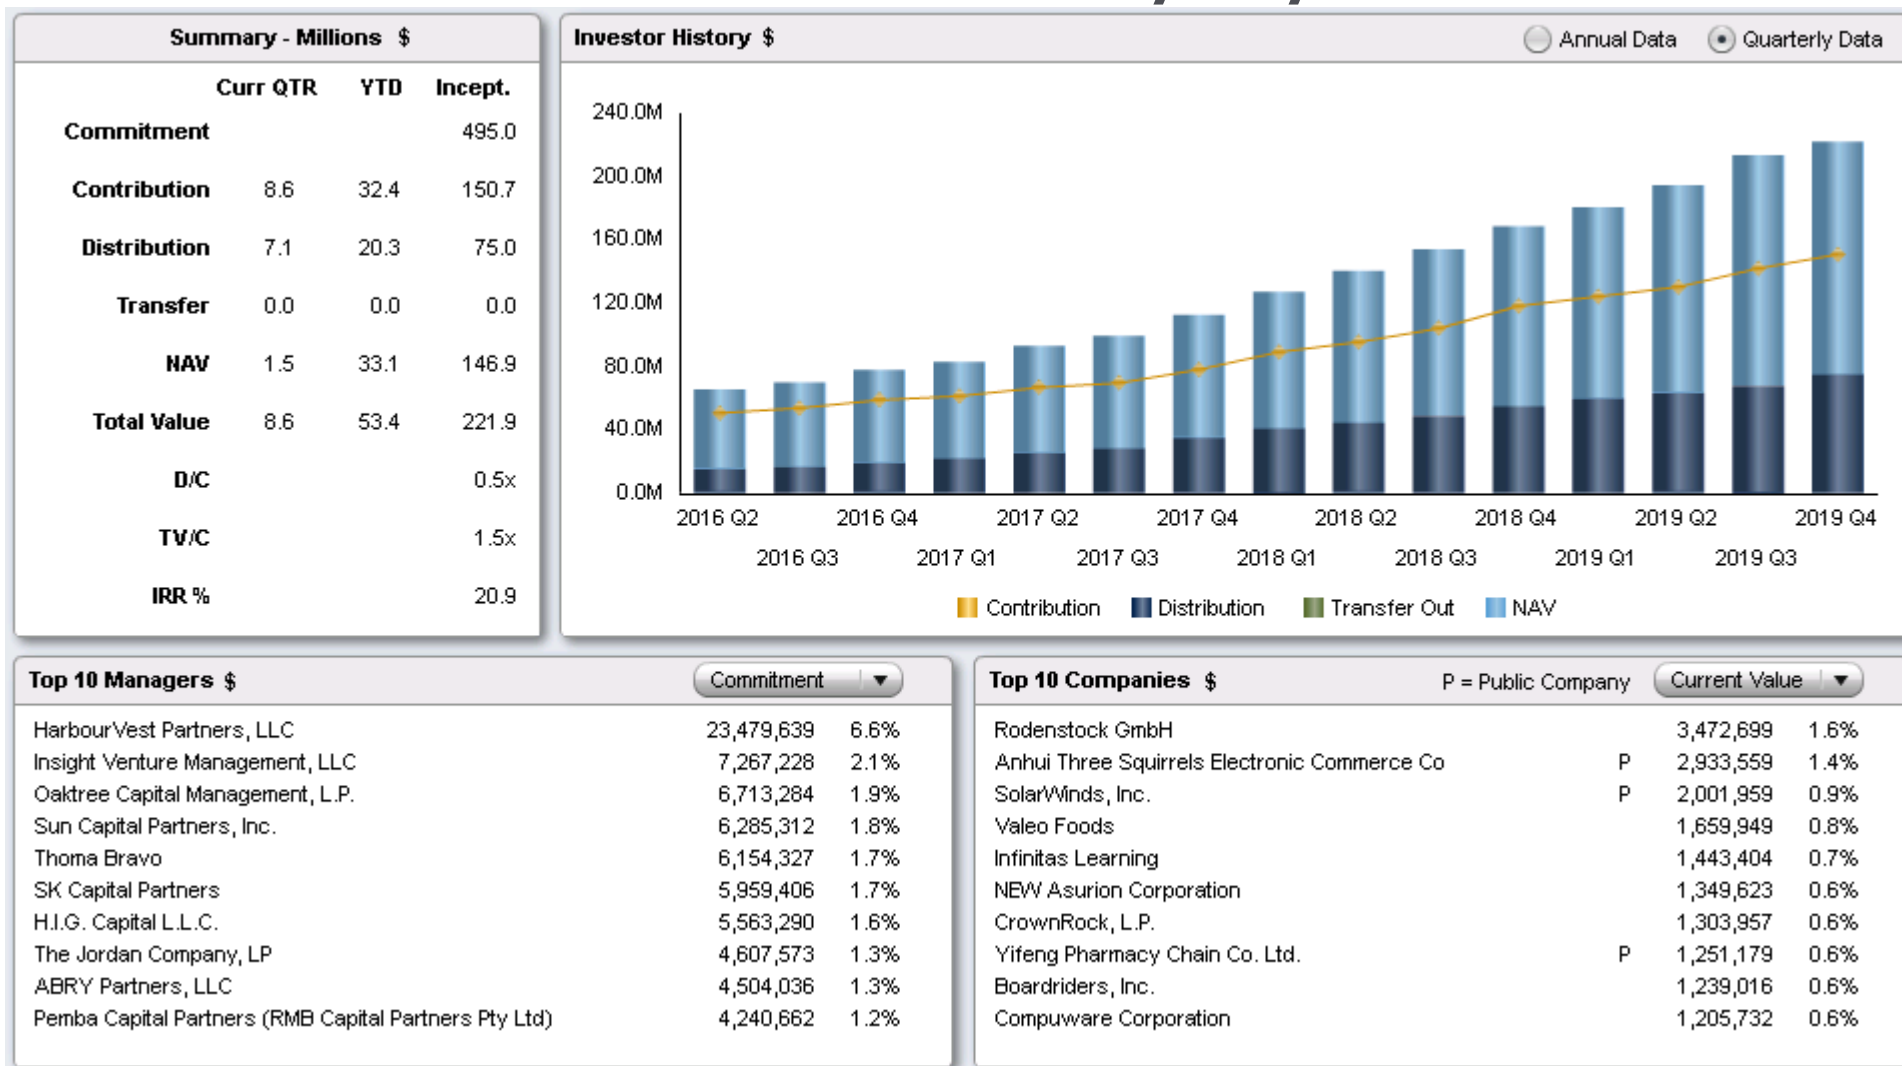 Summary - Millions $
Curr QTR YTD Incept.
Commitment 495.0
Contribution 8.6 32.4 150.7
Distribution 7.1 20.3 75.0
Transfer 0.0 0.0 0.0
NAV 1.5 33.1 146.9
Total Value 8.6 53.4 221.9
D/C 0.5x
TV/C 1.5x
IRR % 20.9
Investor History $
Annual Data Quarterly Data
240.0M
200.0M
160.0M
120.0M
80.0M
40.0M
0.0M
2016 Q2 2016 Q4 2017 Q2 2017 Q4 2018 Q2 2018 Q4 2019 Q2 2019 Q4
2016 Q3 2017 Q1 2017 Q3 2018 Q1 2018 Q3 2019 Q1 2019 Q3
Contribution Distribution Transfer Out NAV
Top 10 Managers $ Commitment
HarbourVest Partners, LLC 23,479,639 6.6%
Insight Venture Management, LLC 7,267,228 2.1%
Oaktree Capital Management, L.P. 6,713,284 1.9%
Sun Capital Partners, Inc. 6,285,312 1.8%
Thoma Bravo 6,154,327 1.7%
SK Capital Partners 5,959,406 1.7%
H.I.G. Capital L.L.C. 5,563,290 1.6%
The Jordan Company, LP 4,607,573 1.3%
ABRY Partners, LLC 4,504,036 1.3%
Pemba Capital Partners (RMB Capital Partners Pty Ltd) 4,240,662 1.2%
Top 10 Companies $ P = Public Company Current Value
Rodenstock GmbH 3,472,699 1.6%
Anhui Three Squirrels Electronic Commerce Co P 2,933,559 1.4%
SolarWinds, Inc. P 2,001,959 0.9%
Valeo Foods 1,659,949 0.8%
Infinitas Learning 1,443,404 0.7%
NEW Asurion Corporation 1,349,623 0.6%
CrownRock, L.P. 1,303,957 0.6%
Yifeng Pharmacy Chain Co. Ltd. P 1,251,179 0.6%
Boardriders, Inc. 1,239,016 0.6%
Compuware Corporation 1,205,732 0.6%